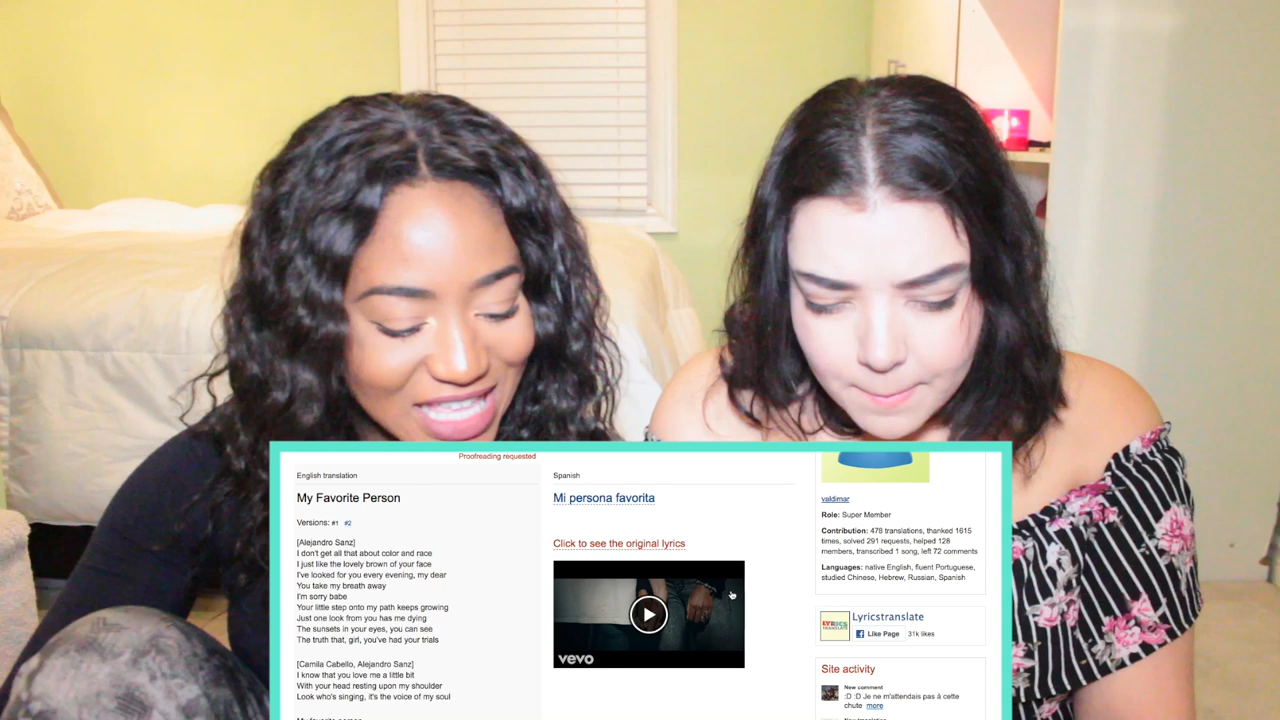 Proofreading requested
English translation
My Favorite Person
Versions: #1 #2
[Alejandro Sanz]
I don't get all that about color and race
I just like the lovely brown of your face
I've looked for you every evening, my dear
You take my breath away
I'm sorry babe
Your little step onto my path keeps growing
Just one look from you has me dying
The sunsets in your eyes, you can see
The truth that, girl, you've had your trials
[Camila Cabello, Alejandro Sanz]
I know that you love me a little bit
With your head resting upon my shoulder
Look who's singing, it's the voice of my soul
Spanish
Mi persona favorita
Click to see the original lyrics
vevo
valdimar
Role: Super Member
Contribution: 478 translations, thanked 1615
times, solved 291 requests, helped 128
members, transcribed 1 song, left 72 comments
Languages: native English, fluent Portuguese,
studied Chinese, Hebrew, Russian, Spanish
LYRICS
TRANSLATE
Lyricstranslate
Like Page 31k likes
Site activity
New comment
:D :D Je ne m'attendais pas à cette
chute more